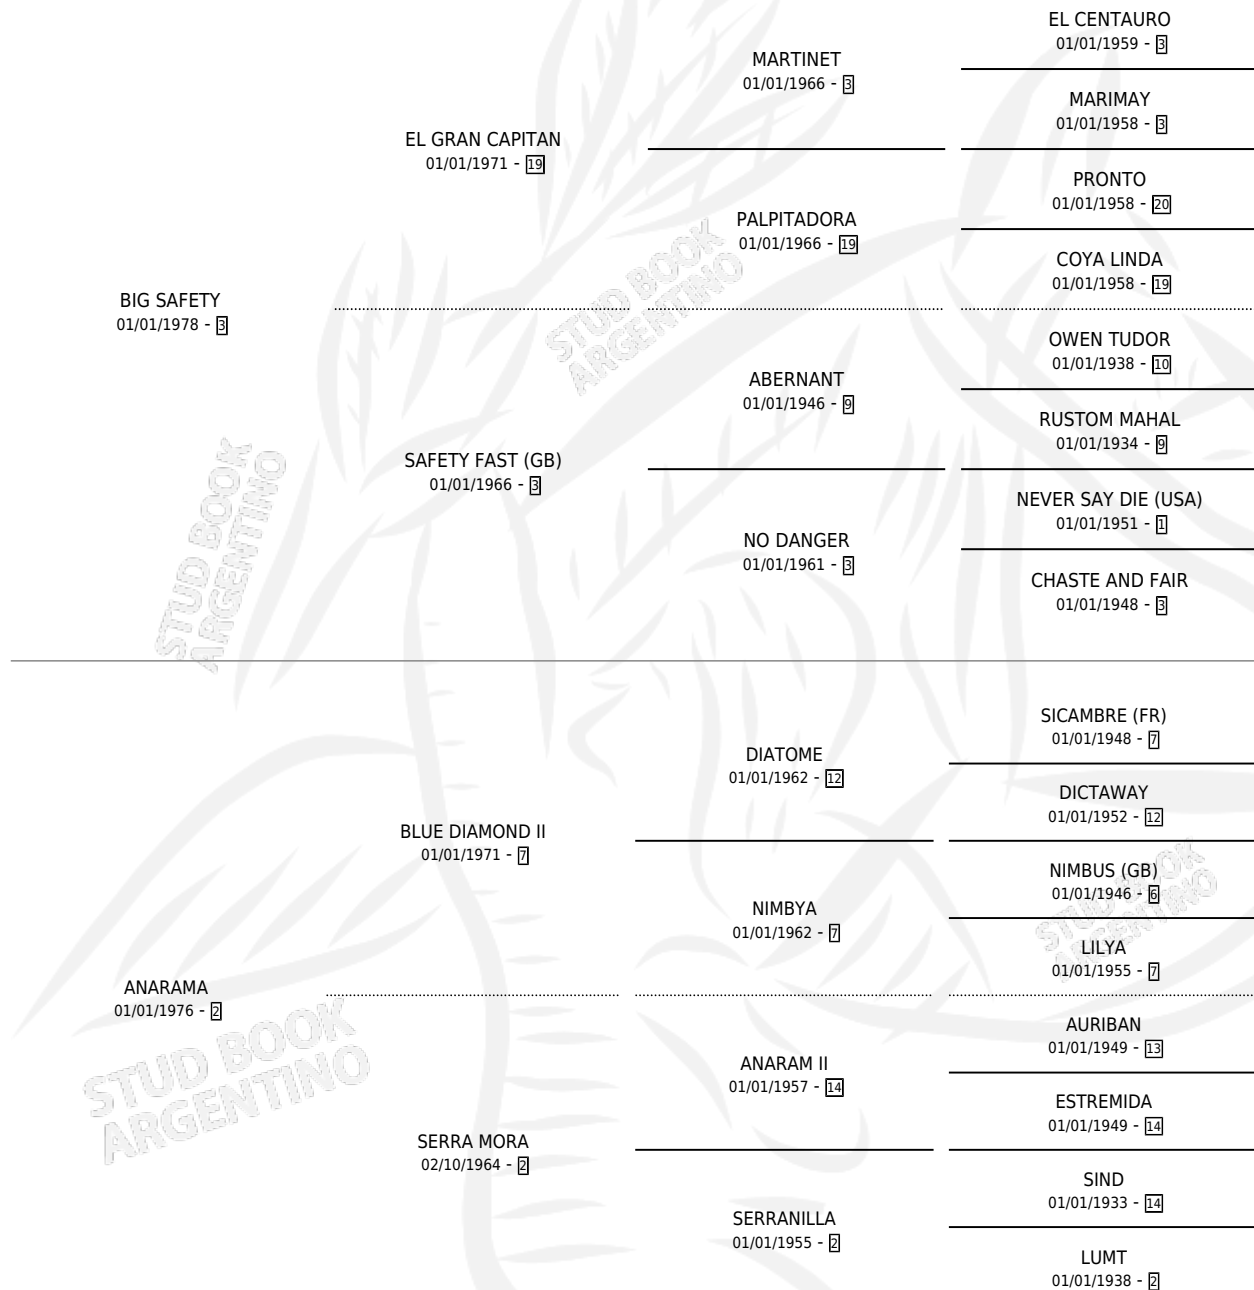 EL CENTAURO
01/01/1959 - 3
MARTINET
01/01/1966 - 3
MARIMAY
01/01/1958 - 3
EL GRAN CAPITAN
01/01/1971 - 19
PRONTO
01/01/1958 - 20
PALPITADORA
01/01/1966 - 19
COYA LINDA
01/01/1958 - 19
BIG SAFETY
01/01/1978 - 3
OWEN TUDOR
01/01/1938 - 10
ABERNANT
01/01/1946 - 9
RUSTOM MAHAL
01/01/1934 - 9
SAFETY FAST (GB)
01/01/1966 - 3
NEVER SAY DIE (USA)
01/01/1951 - 1
NO DANGER
01/01/1961 - 3
CHASTE AND FAIR
01/01/1948 - 3
SICAMBRE (FR)
01/01/1948 - 7
DIATOME
01/01/1962 - 12
DICTAWAY
01/01/1952 - 12
BLUE DIAMOND II
01/01/1971 - 7
NIMBUS (GB)
01/01/1946 - 6
NIMBYA
01/01/1962 - 7
LILYA
01/01/1955 - 7
ANARAMA
01/01/1976 - 2
AURIBAN
01/01/1949 - 13
ANARAM II
01/01/1957 - 14
ESTREMIDA
01/01/1949 - 14
SERRA MORA
02/10/1964 - 2
SIND
01/01/1933 - 14
SERRANILLA
01/01/1955 - 2
LUMT
01/01/1938 - 2
STUD BOOK
ARGENTINO
STUD BOOK
ARGENTINO
STUD BOOK
ARGENTINO
STUD BOOK
ARGENTINO